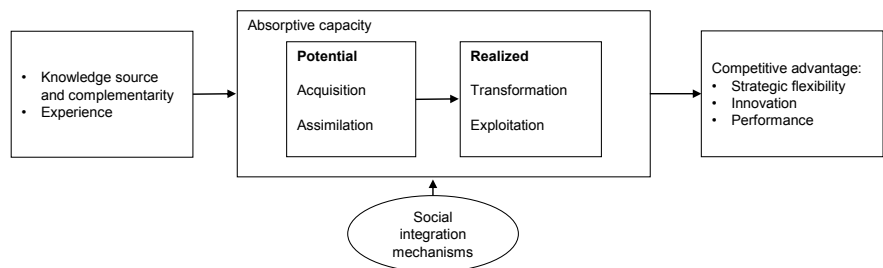 Absorptive capacity
• Knowledge source
and complementarity
• Experience
Potential
Acquisition
Assimilation
Realized
Transformation
Exploitation
Competitive advantage:
• Strategic flexibility
• Innovation
• Performance
Social
integration
mechanisms